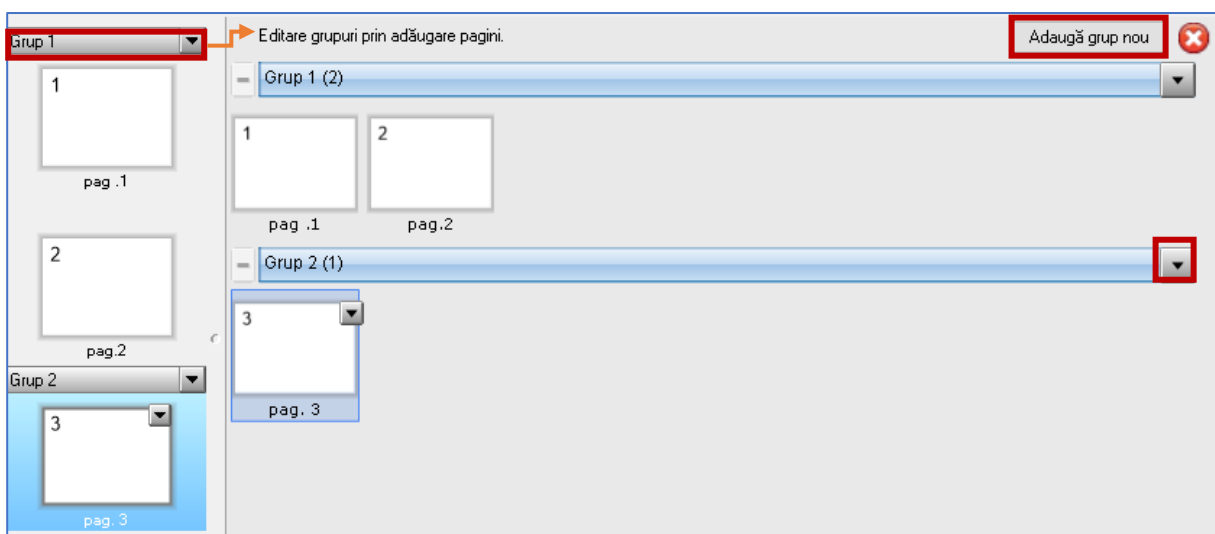 Grup 1
1
pag .1
2
pag.2
Grup 2
3
pag. 3
Editare grupuri prin adăugare pagini.
Adaugă grup nou
Grup 1 (2)
1
2
pag .1
pag.2
Grup 2 (1)
3
pag. 3